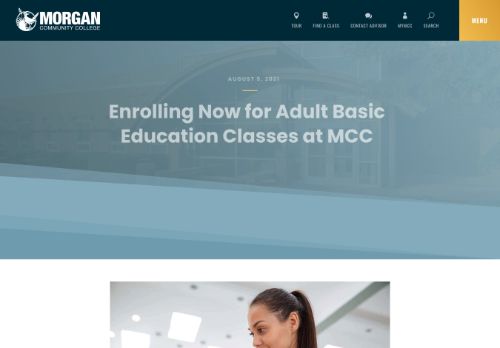 MORGAN
COMMUNITY COLLEGE
TOUR
FIND A CLASS
CONTACT ADVISOR
MYMCC
SEARCH
MENU
AUGUST 5, 2021
Enrolling Now for Adult Basic
Education Classes at MCC